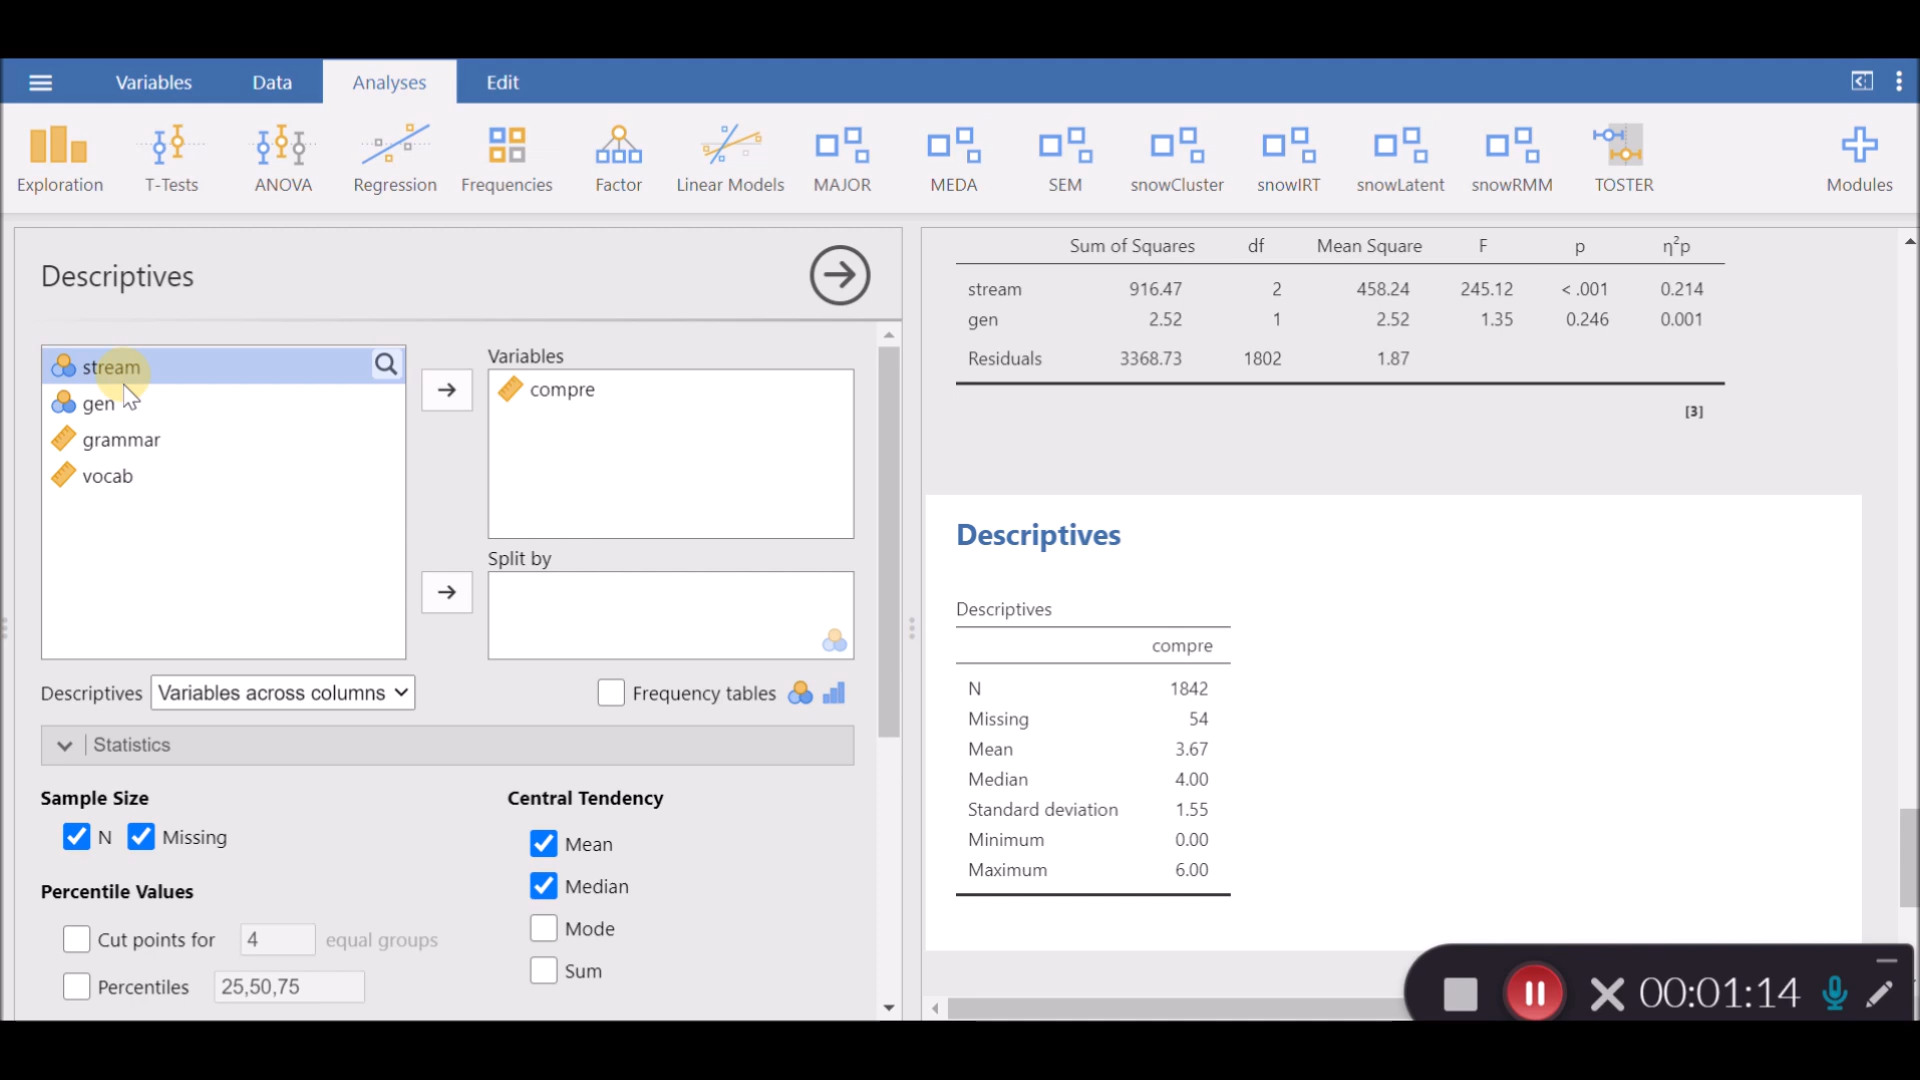 Variables Data Analyses Edit
Exploration T-Tests ANOVA Regression Frequencies Factor Linear Models MAJOR MEDA SEM snowCluster snowIRT snowLatent snowRMM TOSTER Modules
Descriptives
stream
gen
grammar
vocab
Variables
compre
Split by
Descriptives Variables across columns Frequency tables
Statistics
Sample Size
N Missing
Percentile Values
Cut points for 4 equal groups
Percentiles 25,50,75
Central Tendency
Mean
Median
Mode
Sum
Sum of Squares df Mean Square F p η²p
stream 916.47 2 458.24 245.12 < .001 0.214
gen 2.52 1 2.52 1.35 0.246 0.001
Residuals 3368.73 1802 1.87
[3]
Descriptives
Descriptives
compre
N 1842
Missing 54
Mean 3.67
Median 4.00
Standard deviation 1.55
Minimum 0.00
Maximum 6.00
00:01:14